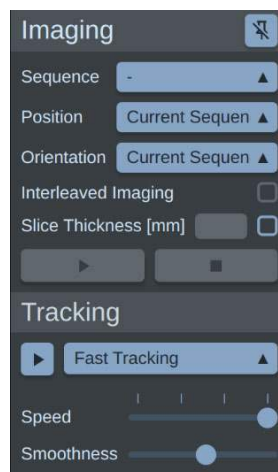 Imaging
Sequence -
Position Current Sequen
Orientation Current Sequen
Interleaved Imaging
Slice Thickness [mm]
Tracking
Fast Tracking
Speed
Smoothness